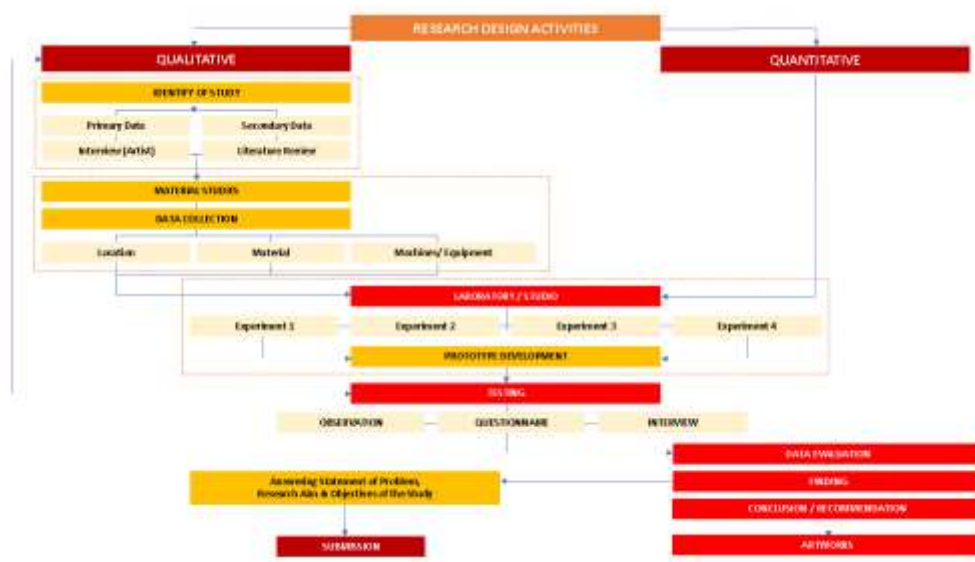 RESEARCH DESIGN ACTIVITIES
QUALITATIVE
QUANTITATIVE
IDENTIFY OF STUDY
Primary Data
Secondary Data
Interview (Artist)
Literature Review
MATERIAL STUDIES
DATA COLLECTION
Location
Material
Machines/ Equipment
LABORATORY / STUDIO
Experiment 1
Experiment 2
Experiment 3
Experiment 4
PROTOTYPE DEVELOPMENT
TESTING
OBSERVATION
QUESTIONNAIRE
INTERVIEW
DATA EVALUATION
Answering Statement of Problem,
Research Aim & Objectives of the Study
FINDING
CONCLUSION / RECOMMENDATION
SUBMISSION
ARTWORKS